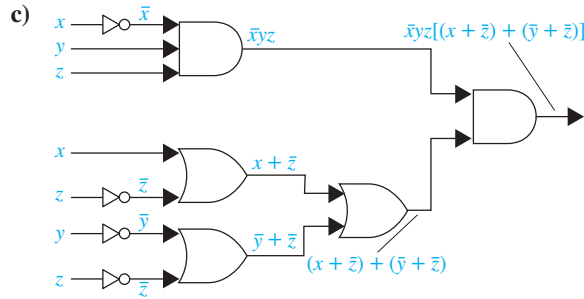 c)
x x̄ x̄yz x̄yz[(x + z̄) + (ȳ + z̄)]
y
z
x
x + z̄
z z̄
y ȳ
ȳ + z̄
(x + z̄) + (ȳ + z̄)
z z̄